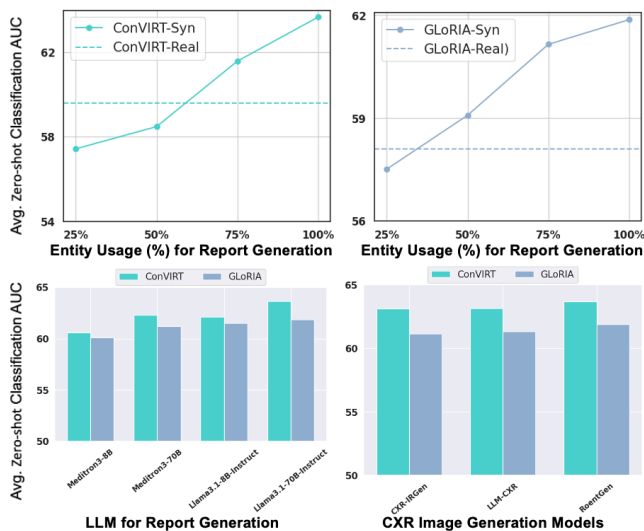 Avg. Zero-shot Classification AUC
62
58
54
ConVIRT-Syn
ConVIRT-Real
25%
50%
75%
100%
Entity Usage (%) for Report Generation
62
59
56
GLoRIA-Syn
GLoRIA-Real)
25%
50%
75%
100%
Entity Usage (%) for Report Generation
Avg. Zero-shot Classification AUC
ConVIRT
GLoRIA
65
60
55
50
Meditron3-8B
Meditron3-70B
Llama3.1-8B-Instruct
Llama3.1-70B-Instruct
LLM for Report Generation
ConVIRT
GLoRIA
65
60
55
50
CXR-IRGen
LLM-CXR
RoentGen
CXR Image Generation Models